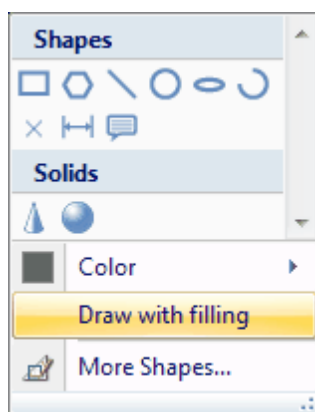 Shapes
Solids
Color
Draw with filling
More Shapes...